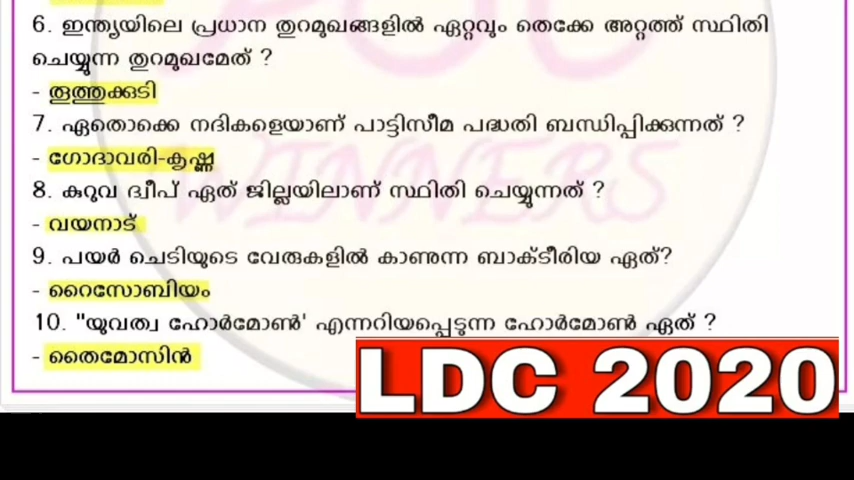 6. ഇന്ത്യയിലെ പ്രധാന തുറമുഖങ്ങളിൽ ഏറ്റവും തെക്കേ അറ്റത്ത് സ്ഥിതി
ചെയ്യുന്ന തുറമുഖമേത് ?
- തൂത്തുക്കുടി
7. ഏതൊക്കെ നദികളെയാണ് പാട്ടിസീമ പദ്ധതി ബന്ധിപ്പിക്കുന്നത് ?
- ഗോദാവരി-കൃഷ്ണ
8. കുറുവ ദ്വീപ് ഏത് ജില്ലയിലാണ് സ്ഥിതി ചെയ്യുന്നത് ?
- വയനാട്
9. പയർ ചെടിയുടെ വേരുകളിൽ കാണുന്ന ബാക്ടീരിയ ഏത്?
- റൈസോബിയം
10. "യുവത്വ ഹോർമോൺ' എന്നറിയപ്പെടുന്ന ഹോർമോൺ ഏത് ?
- തൈമോസിൻ
LDC 2020
WINNERS